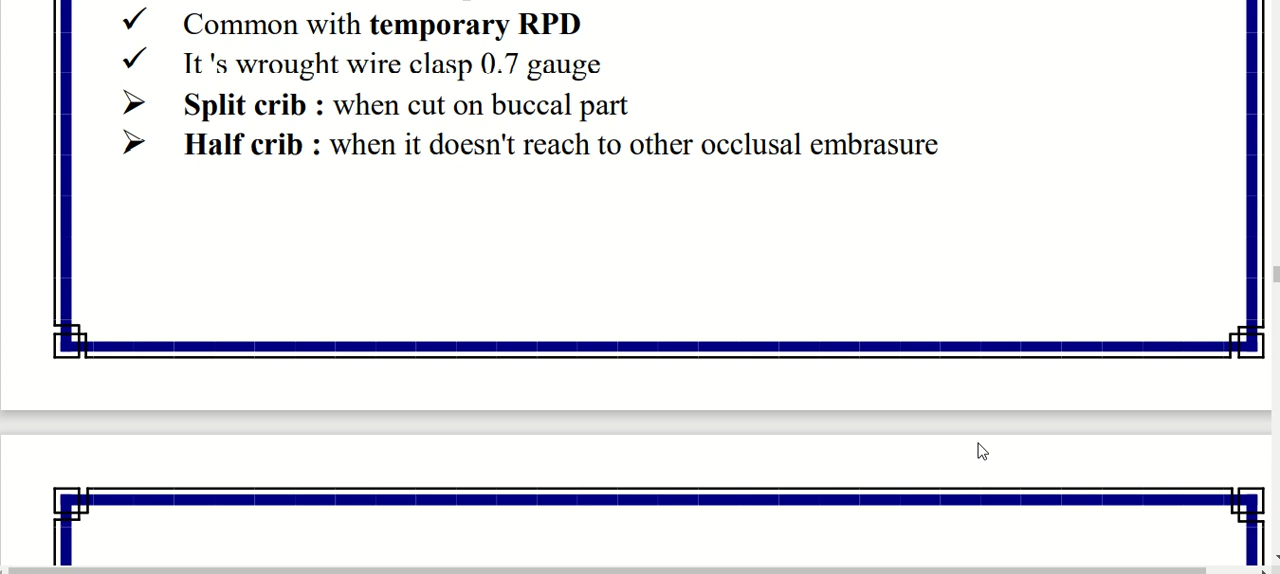 Common with temporary RPD
It 's wrought wire clasp 0.7 gauge
Split crib : when cut on buccal part
Half crib : when it doesn't reach to other occlusal embrasure